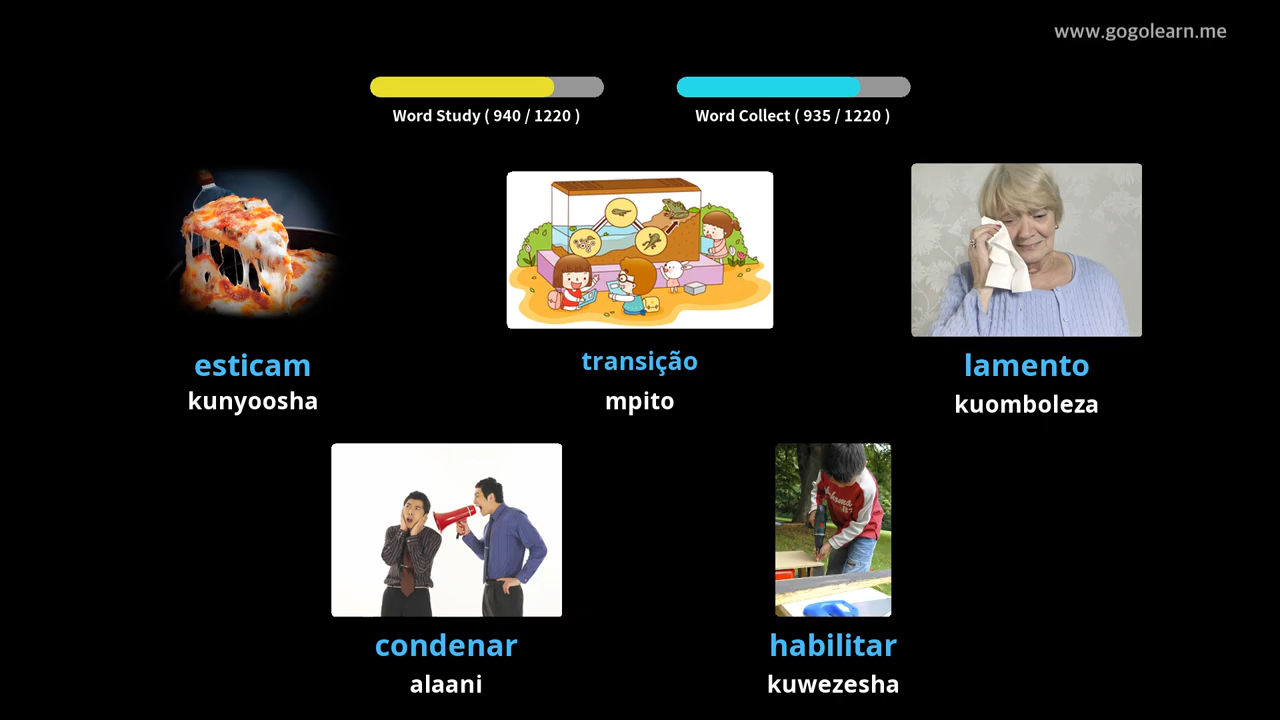 www.gogolearn.me
Word Study ( 940 / 1220 )
Word Collect ( 935 / 1220 )
esticam
kunyoosha
transição
mpito
lamento
kuomboleza
condenar
alaani
habilitar
kuwezesha